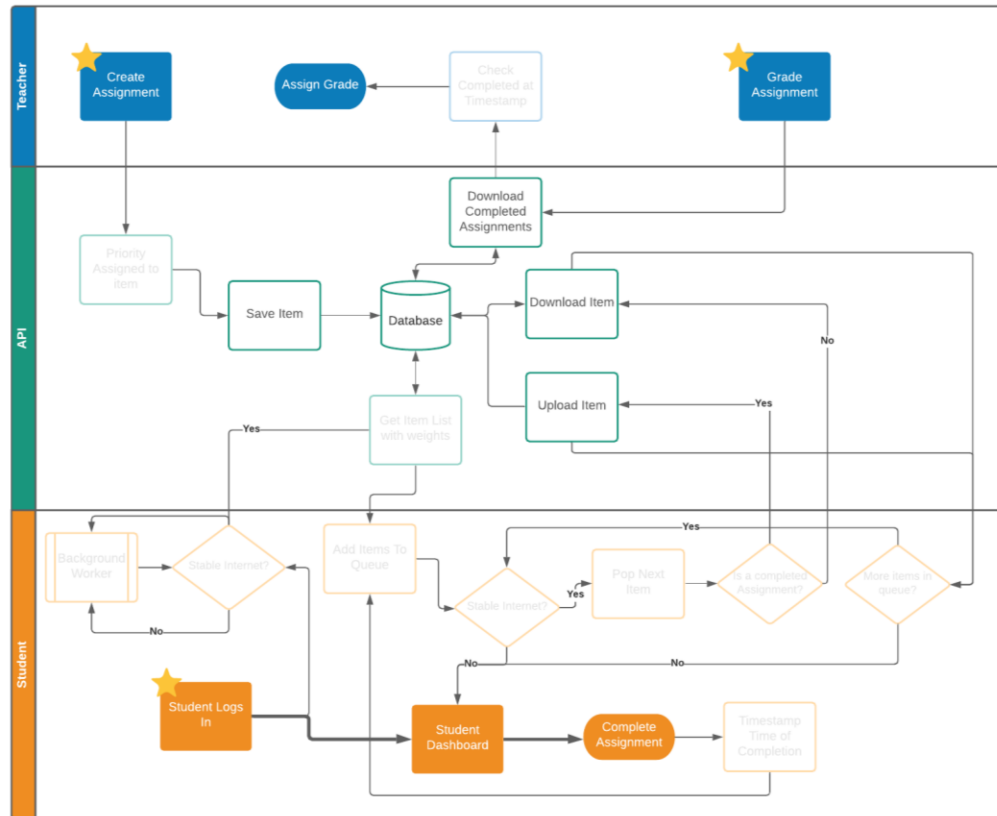 Teacher
Create
Assignment
Assign Grade
Check
Completed at
Timestamp
Grade
Assignment
API
Download
Completed
Assignments
Priority
Assigned to
item
Save Item
Database
Download Item
No
Upload Item
Yes
Get Item List
with weights
Yes
Student
Background
Worker
Stable Internet?
No
Add Items To
Queue
Stable Internet?
Yes
Pop Next
Item
Is a completed
Assignment?
More items in
queue?
Yes
No
No
Student Logs
In
Student
Dashboard
Complete
Assignment
Timestamp
Time of
Completion